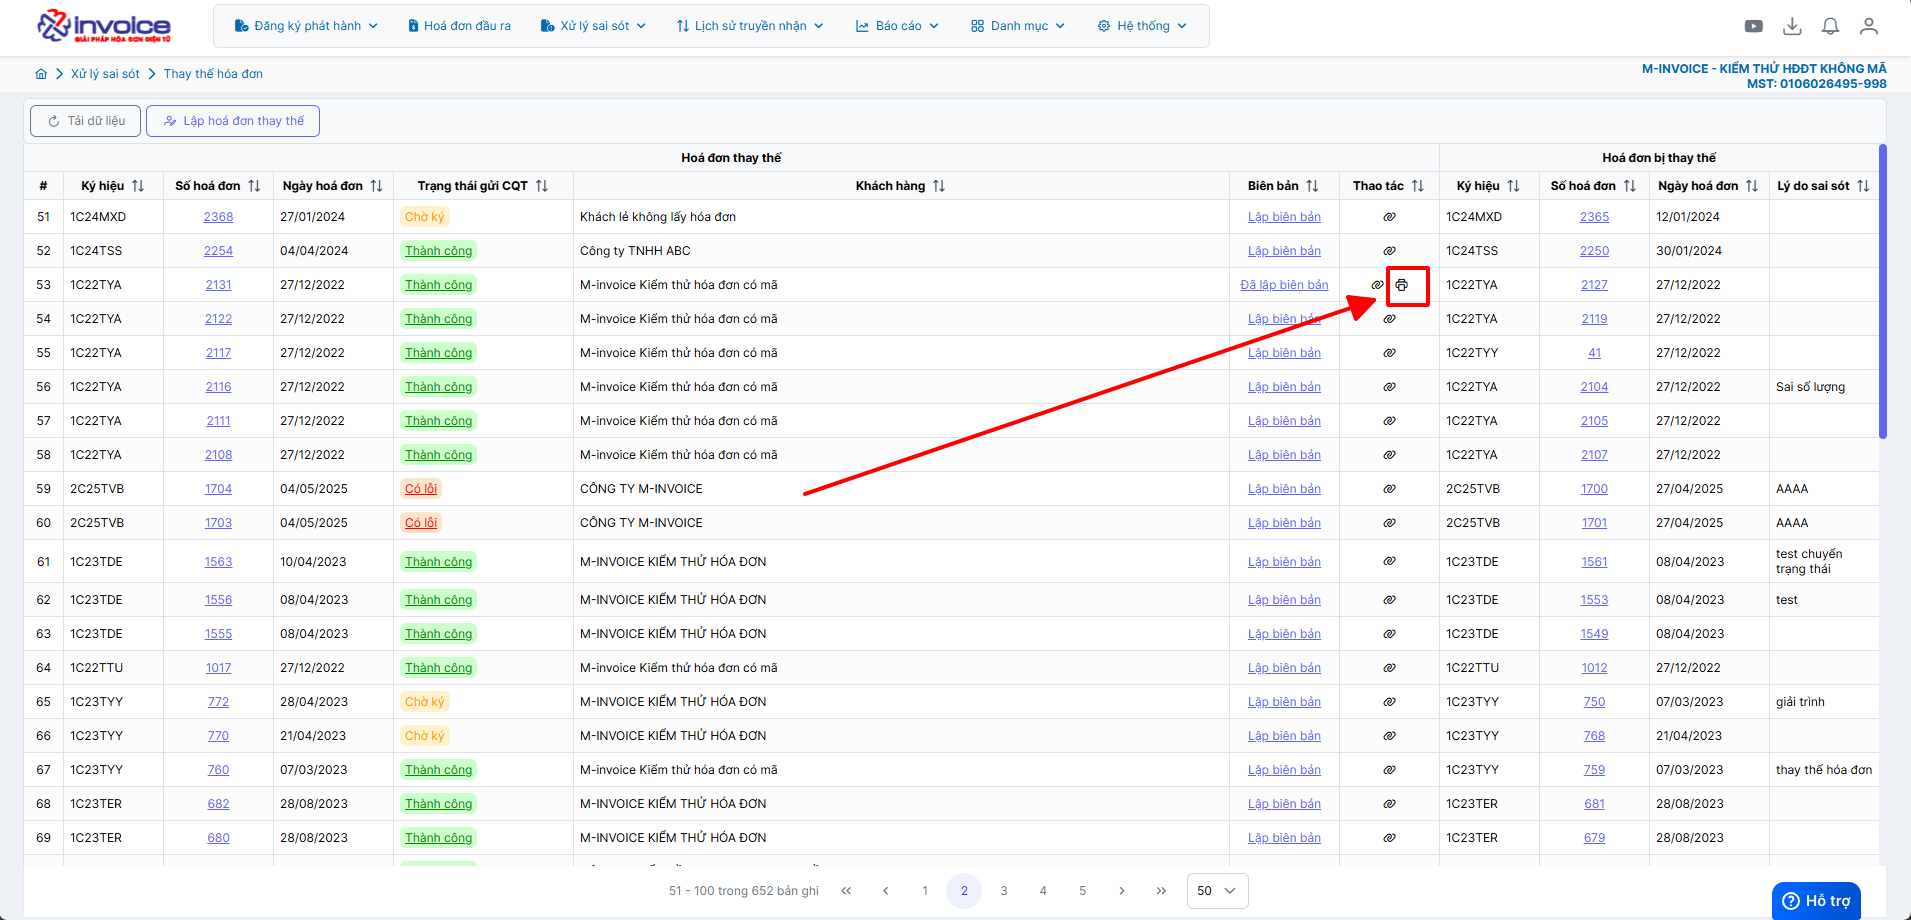 invoice
GIẢI PHÁP HÓA ĐƠN ĐIỆN TỬ
Đăng ký phát hành
Hoá đơn đầu ra
Xử lý sai sót
Lịch sử truyền nhận
Báo cáo
Danh mục
Hệ thống
Xử lý sai sót
Thay thế hóa đơn
M-INVOICE - KIỂM THỬ HĐĐT KHÔNG MÃ
MST: 0106026495-998
Tải dữ liệu
Lập hoá đơn thay thế
Hoá đơn thay thế Hoá đơn bị thay thế
# Ký hiệu Số hoá đơn Ngày hoá đơn Trạng thái gửi CQT Khách hàng Biên bản Thao tác Ký hiệu Số hoá đơn Ngày hoá đơn Lý do sai sót
51 1C24MXD 2368 27/01/2024 Chờ ký Khách lẻ không lấy hóa đơn Lập biên bản 1C24MXD 2365 12/01/2024
52 1C24TSS 2254 04/04/2024 Thành công Công ty TNHH ABC Lập biên bản 1C24TSS 2250 30/01/2024
53 1C22TYA 2131 27/12/2022 Thành công M-invoice Kiểm thử hóa đơn có mã Đã lập biên bản 1C22TYA 2127 27/12/2022
54 1C22TYA 2122 27/12/2022 Thành công M-invoice Kiểm thử hóa đơn có mã Lập biên bản 1C22TYA 2119 27/12/2022
55 1C22TYA 2117 27/12/2022 Thành công M-invoice Kiểm thử hóa đơn có mã Lập biên bản 1C22TYY 41 27/12/2022
56 1C22TYA 2116 27/12/2022 Thành công M-invoice Kiểm thử hóa đơn có mã Lập biên bản 1C22TYA 2104 27/12/2022 Sai số lượng
57 1C22TYA 2111 27/12/2022 Thành công M-invoice Kiểm thử hóa đơn có mã Lập biên bản 1C22TYA 2105 27/12/2022
58 1C22TYA 2108 27/12/2022 Thành công M-invoice Kiểm thử hóa đơn có mã Lập biên bản 1C22TYA 2107 27/12/2022
59 2C25TVB 1704 04/05/2025 Có lỗi CÔNG TY M-INVOICE Lập biên bản 2C25TVB 1700 27/04/2025 AAAA
60 2C25TVB 1703 04/05/2025 Có lỗi CÔNG TY M-INVOICE Lập biên bản 2C25TVB 1701 27/04/2025 AAAA
61 1C23TDE 1563 10/04/2023 Thành công M-INVOICE KIỂM THỬ HÓA ĐƠN Lập biên bản 1C23TDE 1561 08/04/2023 test chuyển
trạng thái
62 1C23TDE 1556 08/04/2023 Thành công M-INVOICE KIỂM THỬ HÓA ĐƠN Lập biên bản 1C23TDE 1553 08/04/2023 test
63 1C23TDE 1555 08/04/2023 Thành công M-INVOICE KIỂM THỬ HÓA ĐƠN Lập biên bản 1C23TDE 1549 08/04/2023
64 1C22TTU 1017 27/12/2022 Thành công M-invoice Kiểm thử hóa đơn có mã Lập biên bản 1C22TTU 1012 27/12/2022
65 1C23TYY 772 28/04/2023 Chờ ký M-INVOICE KIỂM THỬ HÓA ĐƠN Lập biên bản 1C23TYY 750 07/03/2023 giải trình
66 1C23TYY 770 21/04/2023 Chờ ký M-INVOICE KIỂM THỬ HÓA ĐƠN Lập biên bản 1C23TYY 768 21/04/2023
67 1C23TYY 760 07/03/2023 Thành công M-invoice Kiểm thử hóa đơn có mã Lập biên bản 1C23TYY 759 07/03/2023 thay thế hóa đơn
68 1C23TER 682 28/08/2023 Thành công M-INVOICE KIỂM THỬ HÓA ĐƠN Lập biên bản 1C23TER 681 28/08/2023
69 1C23TER 680 28/08/2023 Thành công M-INVOICE KIỂM THỬ HÓA ĐƠN Lập biên bản 1C23TER 679 28/08/2023
51 - 100 trong 652 bản ghi « ‹ 1 2 3 4 5 › » 50
Hỗ trợ